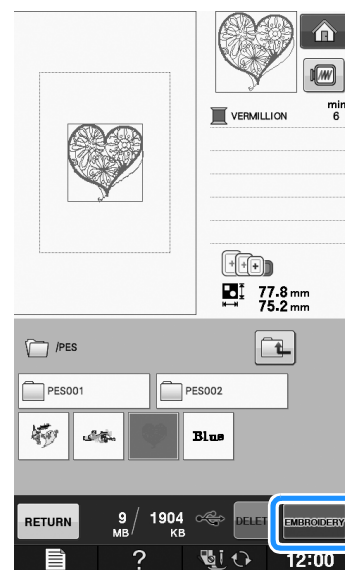 VERMILLION
min
6
77.8 mm
75.2 mm
/PES
PES001
PES002
Blue
RETURN
9 MB / 1904 KB
DELET
EMBROIDERY
?
12:00